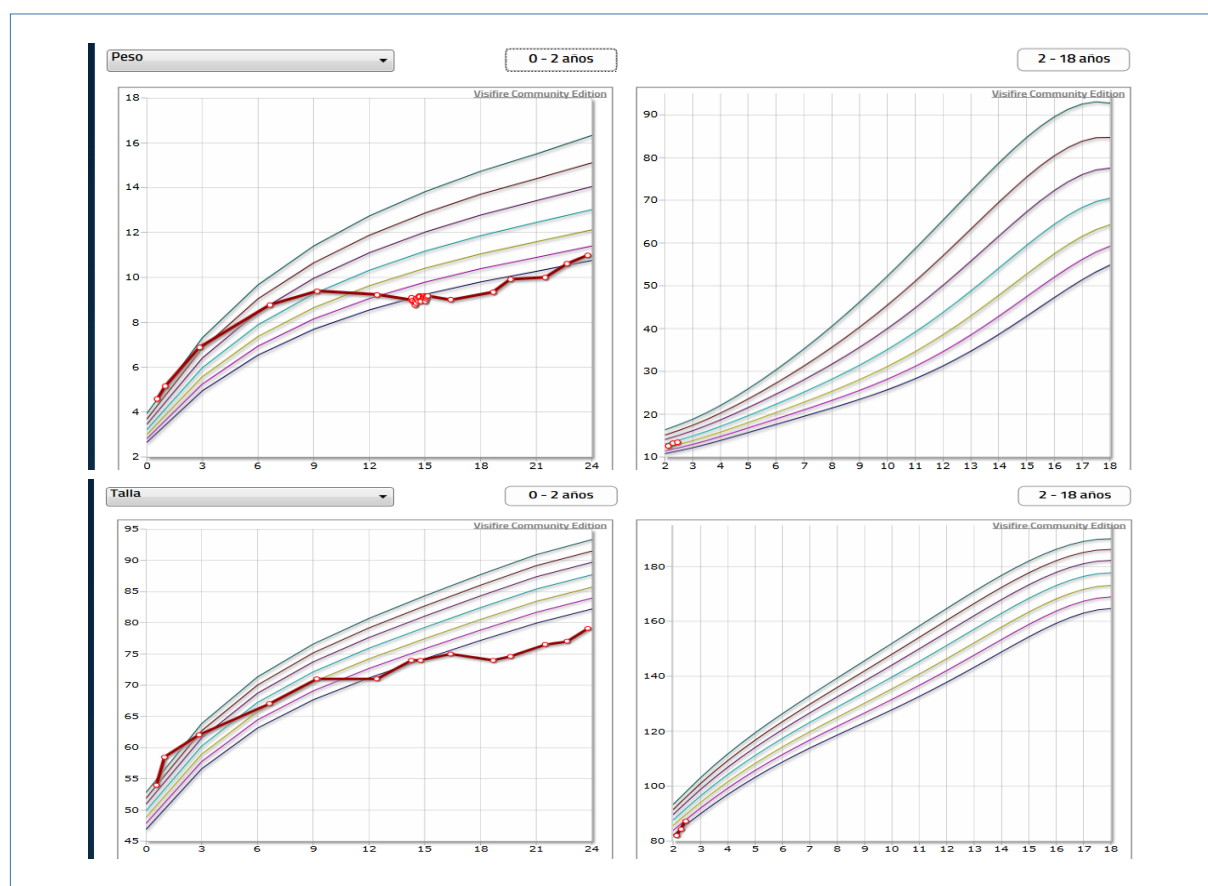 Peso
0 - 2 años
2 - 18 años
Visifire Community Edition
18
16
14
12
10
8
6
4
2
0 3 6 9 12 15 18 21 24
Visifire Community Edition
90
80
70
60
50
40
30
20
10
2 3 4 5 6 7 8 9 10 11 12 13 14 15 16 17 18
Talla
0 - 2 años
2 - 18 años
Visifire Community Edition
95
90
85
80
75
70
65
60
55
50
45
0 3 6 9 12 15 18 21 24
Visifire Community Edition
180
160
140
120
100
80
2 3 4 5 6 7 8 9 10 11 12 13 14 15 16 17 18